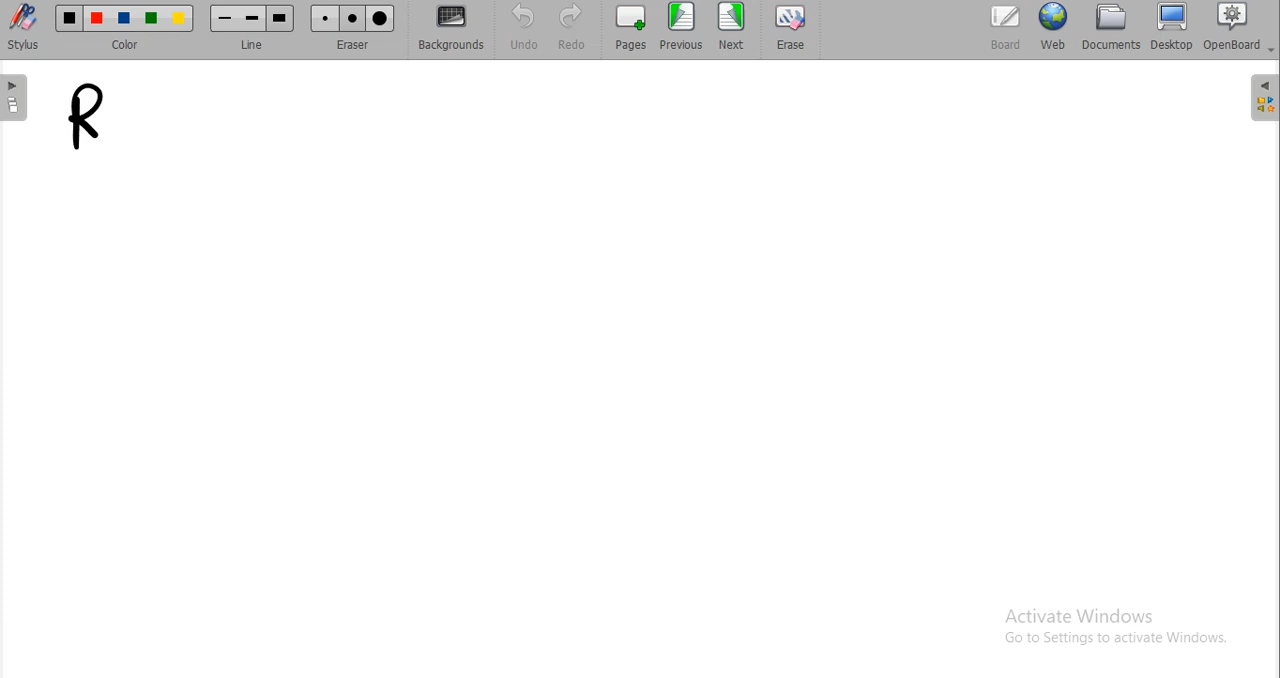 Stylus
Color
Line
Eraser
Backgrounds
Undo
Redo
Pages
Previous
Next
Erase
Board
Web
Documents
Desktop
OpenBoard
R
Activate Windows
Go to Settings to activate Windows.